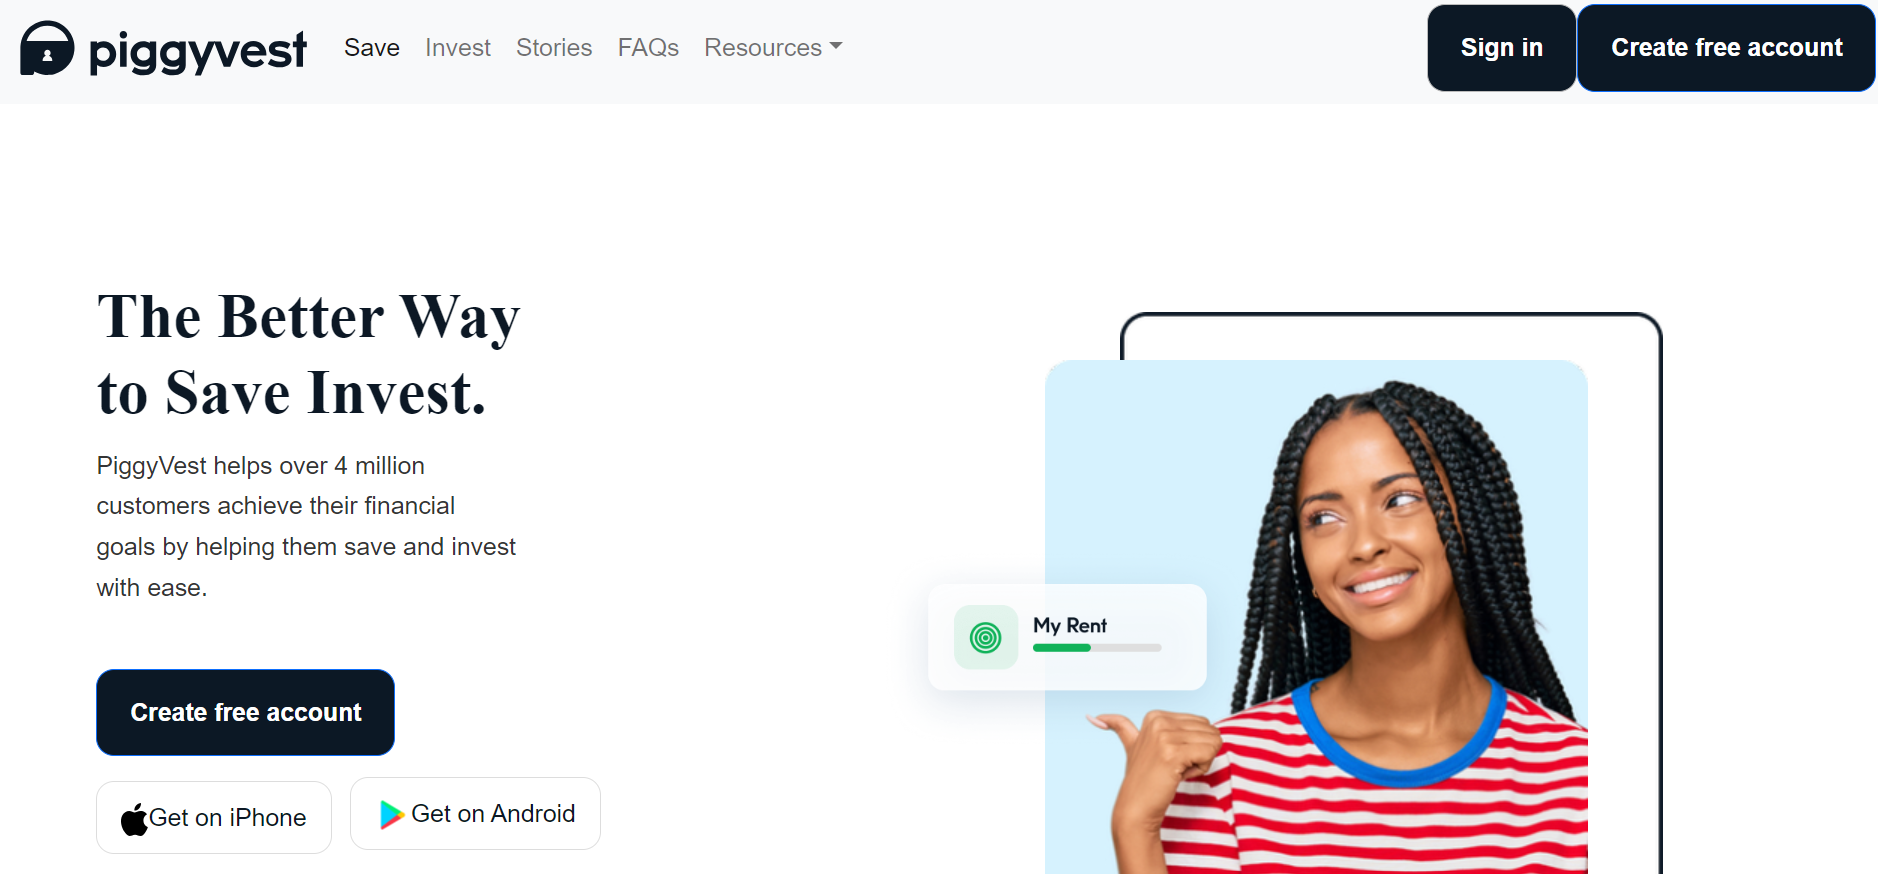 piggyvest
Save Invest Stories FAQs Resources
Sign in
Create free account
The Better Way
to Save Invest.
PiggyVest helps over 4 million
customers achieve their financial
goals by helping them save and invest
with ease.
Create free account
Get on iPhone
Get on Android
My Rent